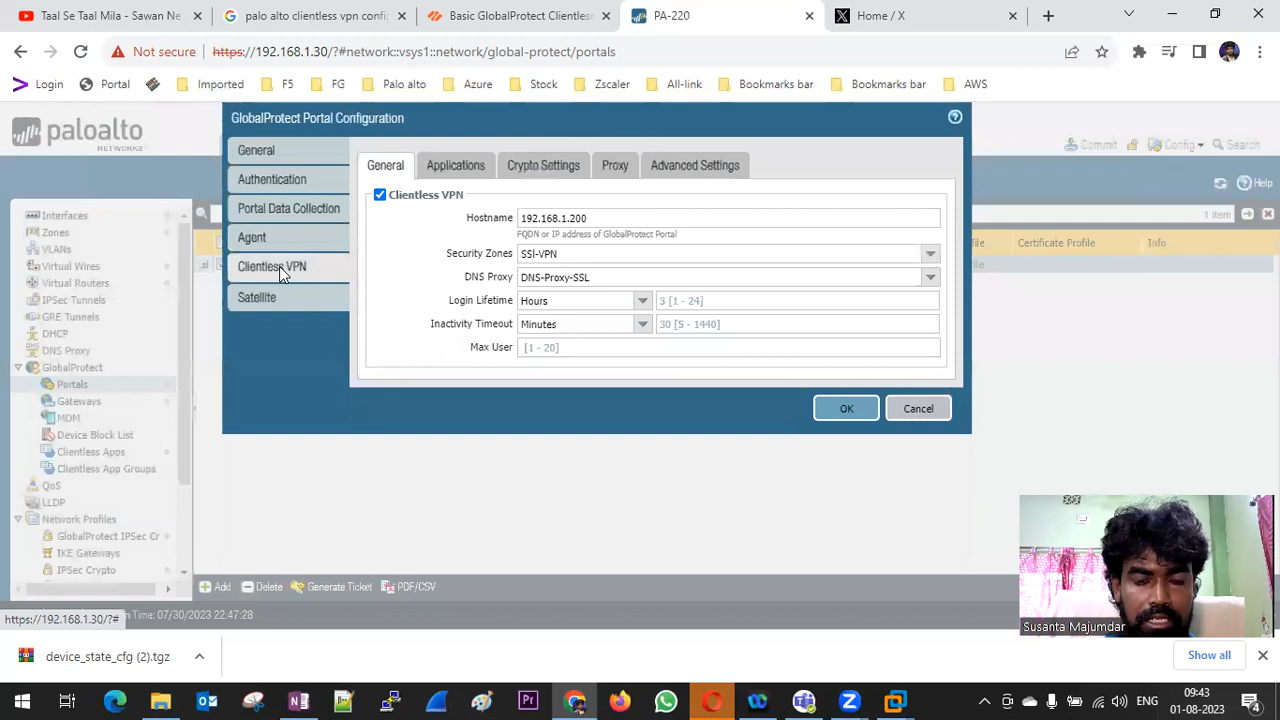 Taal Se Taal Mila - Sawan Ne
palo alto clientless vpn config
Basic GlobalProtect Clientless
PA-220
Home / X
Not secure https://192.168.1.30/?#network::vsys1::network/global-protect/portals
Login Portal Imported F5 FG Palo alto Azure Stock Zscaler All-link Bookmarks bar Bookmarks bar AWS
paloalto
NETWORKS
GlobalProtect Portal Configuration
General
Authentication
Portal Data Collection
Agent
Clientless VPN
Satellite
General Applications Crypto Settings Proxy Advanced Settings
Clientless VPN
Hostname 192.168.1.200
FQDN or IP address of GlobalProtect Portal
Security Zones SSl-VPN
DNS Proxy DNS-Proxy-SSL
Login Lifetime Hours 3 [1 - 24]
Inactivity Timeout Minutes 30 [5 - 1440]
Max User [1 - 20]
OK Cancel
Commit Config Search
Help
1 item
Certificate Profile Info
Interfaces
Zones
VLANs
Virtual Wires
Virtual Routers
IPSec Tunnels
GRE Tunnels
DHCP
DNS Proxy
GlobalProtect
Portals
Gateways
MDM
Device Block List
Clientless Apps
Clientless App Groups
QoS
LLDP
Network Profiles
GlobalProtect IPSec Cr
IKE Gateways
IPSec Crypto
Add Delete Generate Ticket PDF/CSV
n Time: 07/30/2023 22:47:28
https://192.168.1.30/?#
Susanta Majumdar
device_state_cfg (2).tgz
Show all
ENG
09:43
01-08-2023
4